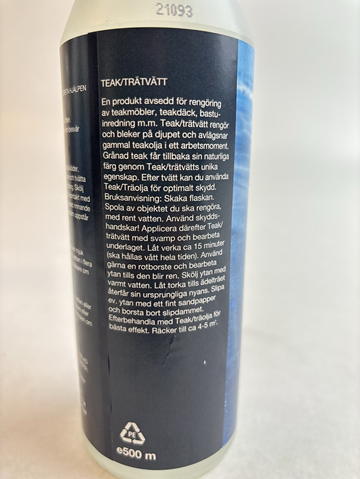 21093
TEAK/TRÄTVÄTT
En produkt avsedd för rengöring
av teakmöbler, teakdäck, bastu-
inredning m.m. Teak/trätvätt rengör
och bleker på djupet och avlägsnar
gammal teakolja i ett arbetsmoment.
Grånad teak får tillbaka sin naturliga
färg genom Teak/trätvätts unika
egenskap. Efter tvätt kan du använda
Teak/Träolja för optimalt skydd.
Bruksanvisning: Skaka flaskan.
Spola av objektet du ska rengöra,
med rent vatten. Använd skydds-
handskar! Applicera därefter Teak/
trätvätt med svamp och bearbeta
underlaget. Låt verka ca 15 minuter
(ska hållas vått hela tiden). Använd
gärna en rotborste och bearbeta
ytan tills den blir ren. Skölj ytan med
varmt vatten. Låt torka tills ädelträet
återfår sin ursprungliga nyans. Slipa
ev. ytan med ett fint sandpapper
och borsta bort slipdammet.
Efterbehandla med Teak/träolja för
bästa effekt. Räcker till ca 4-5 m².
PE
e500 m